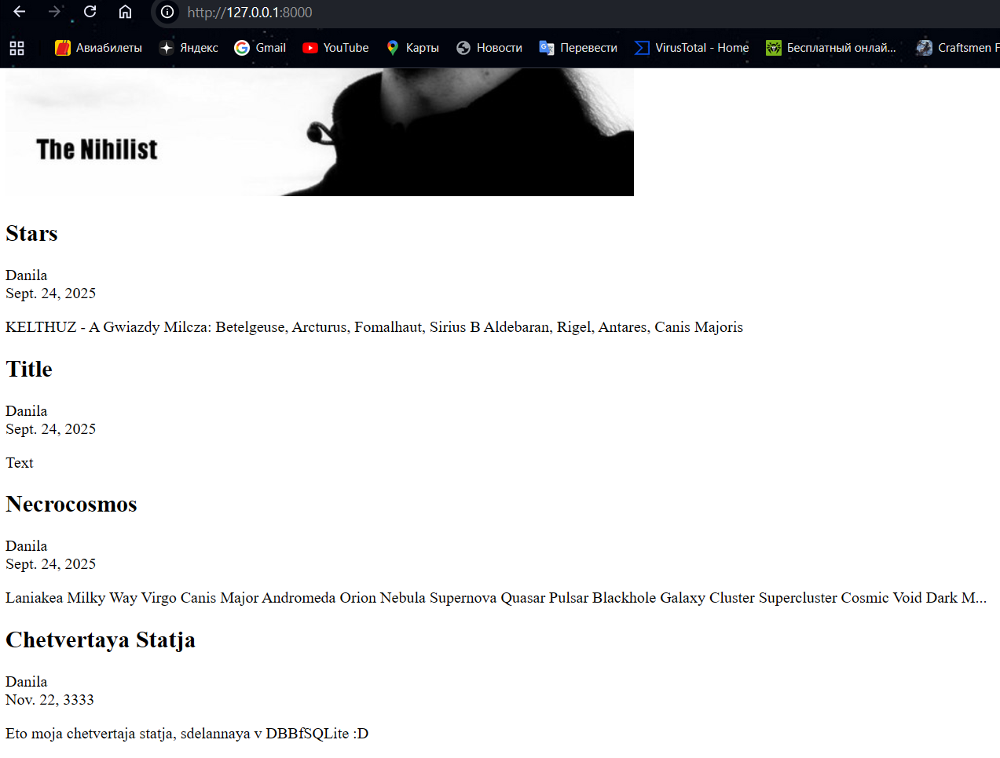 http://127.0.0.1:8000
Авиабилеты Яндекс Gmail YouTube Карты Новости Перевести VirusTotal - Home Бесплатный онлай... Craftsmen F
The Nihilist
Stars
Danila
Sept. 24, 2025
KELTHUZ - A Gwiazdy Milcza: Betelgeuse, Arcturus, Fomalhaut, Sirius B Aldebaran, Rigel, Antares, Canis Majoris
Title
Danila
Sept. 24, 2025
Text
Necrocosmos
Danila
Sept. 24, 2025
Laniakea Milky Way Virgo Canis Major Andromeda Orion Nebula Supernova Quasar Pulsar Blackhole Galaxy Cluster Supercluster Cosmic Void Dark M...
Chetvertaya Statja
Danila
Nov. 22, 3333
Eto moja chetvertaja statja, sdelannaya v DBBfSQLite :D